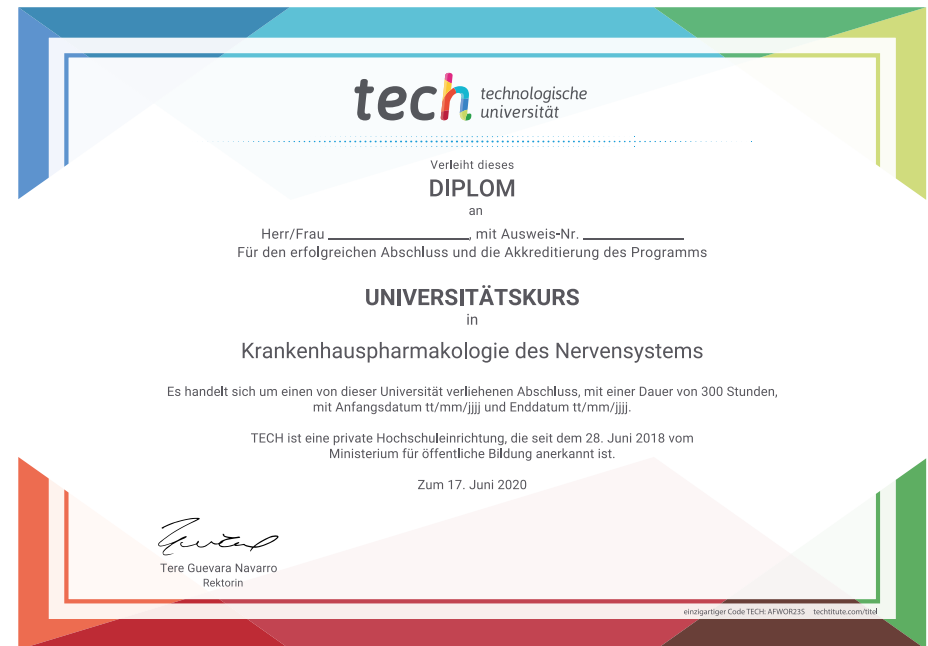 tech technologische
universität
Verleiht dieses
DIPLOM
an
Herr/Frau ____________, mit Ausweis-Nr. ____________
Für den erfolgreichen Abschluss und die Akkreditierung des Programms
UNIVERSITÄTSKURS
in
Krankenhauspharmakologie des Nervensystems
Es handelt sich um einen von dieser Universität verliehenen Abschluss, mit einer Dauer von 300 Stunden,
mit Anfangsdatum tt/mm/jjjj und Enddatum tt/mm/jjjj.
TECH ist eine private Hochschuleinrichtung, die seit dem 28. Juni 2018 vom
Ministerium für öffentliche Bildung anerkannt ist.
Zum 17. Juni 2020
Tere Guevara Navarro
Rektorin
einzigartiger Code TECH: AFWOR23S techtitute.com/titel